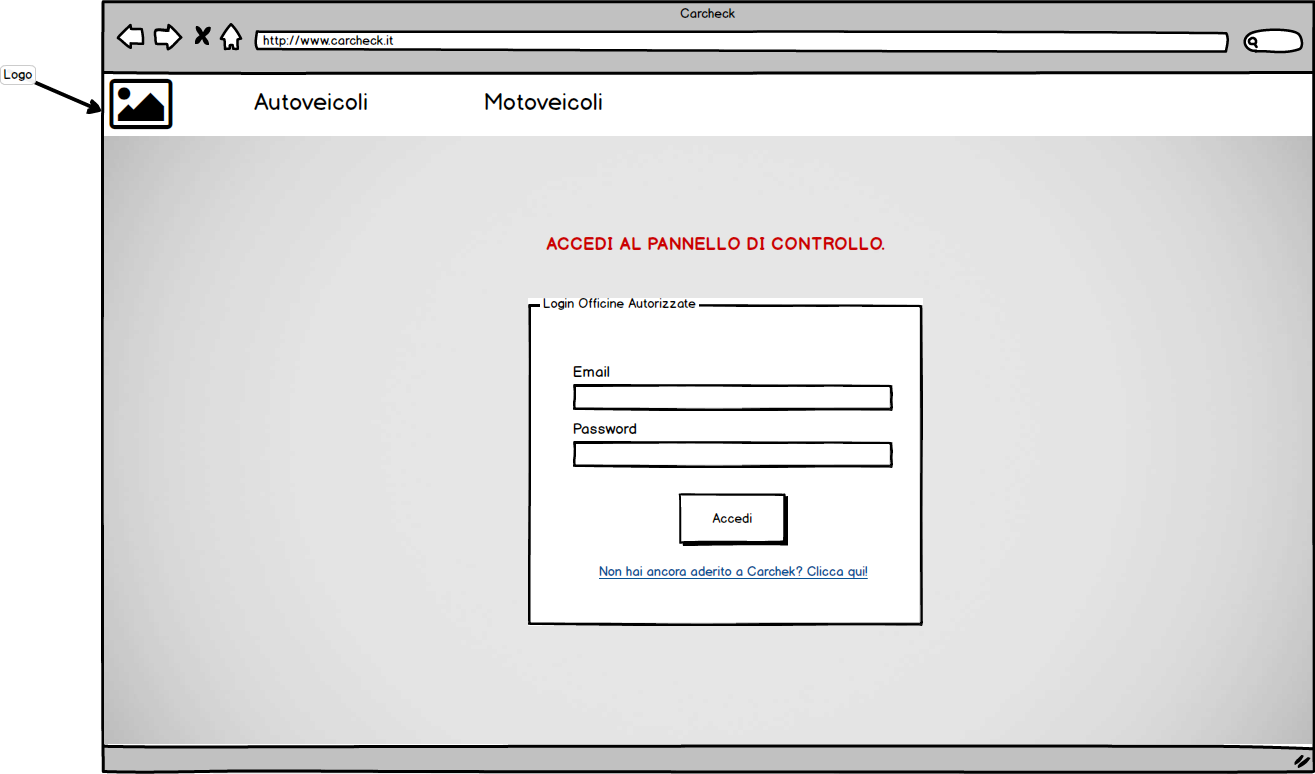 Carcheck
http://www.carcheck.it
Logo
Autoveicoli
Motoveicoli
ACCEDI AL PANNELLO DI CONTROLLO.
Login Officine Autorizzate
Email
Password
Accedi
Non hai ancora aderito a Carchek? Clicca qui!